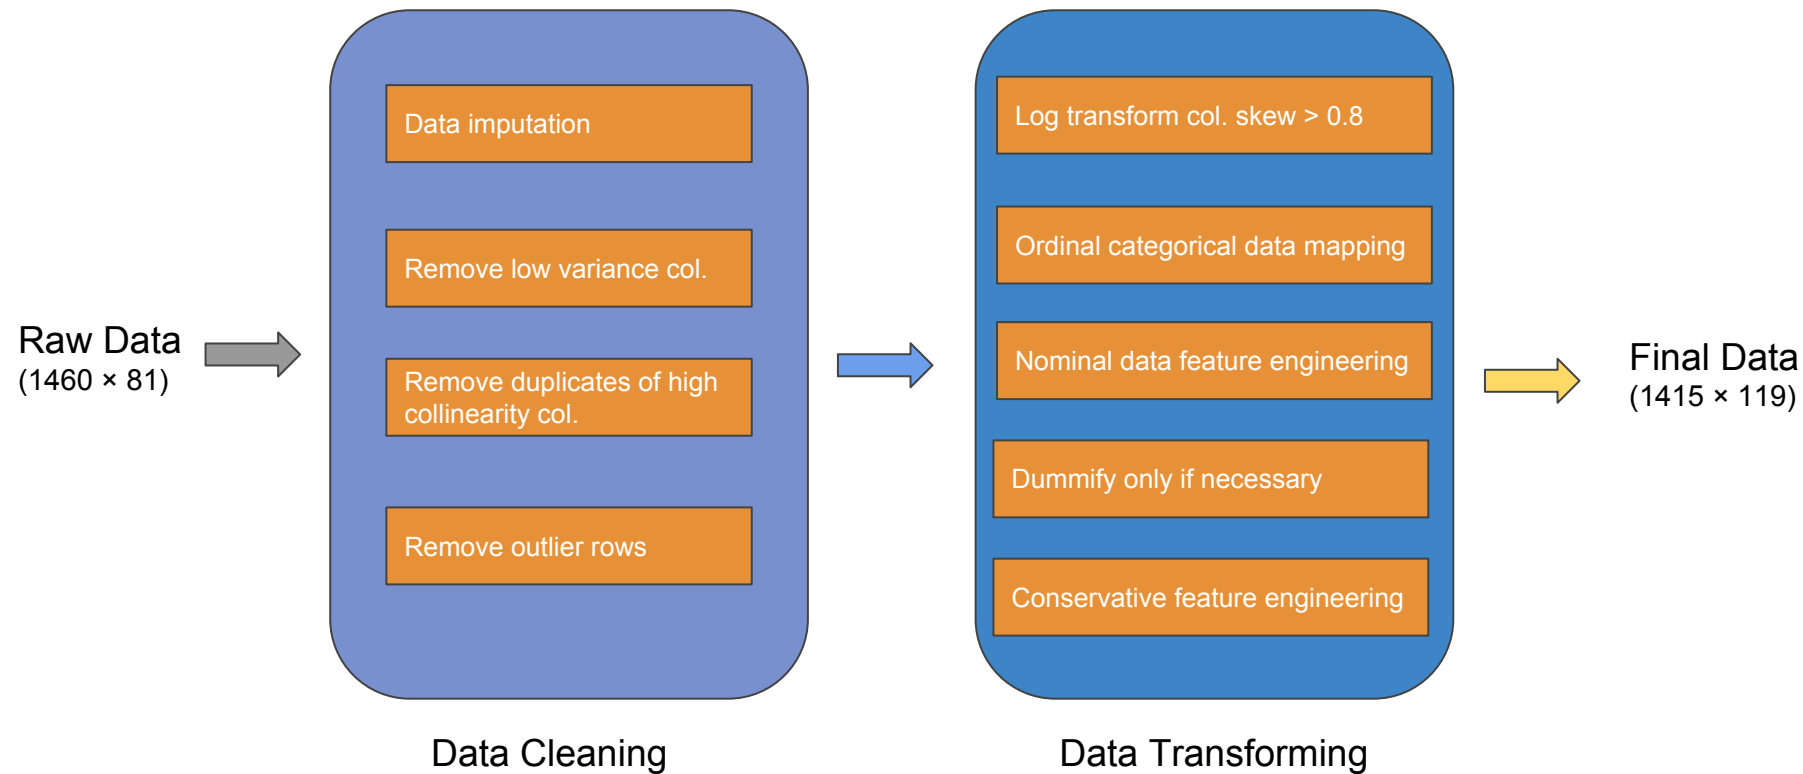 Raw Data
(1460 × 81)
Data imputation
Remove low variance col.
Remove duplicates of high
collinearity col.
Remove outlier rows
Data Cleaning
Log transform col. skew > 0.8
Ordinal categorical data mapping
Nominal data feature engineering
Dummify only if necessary
Conservative feature engineering
Data Transforming
Final Data
(1415 × 119)